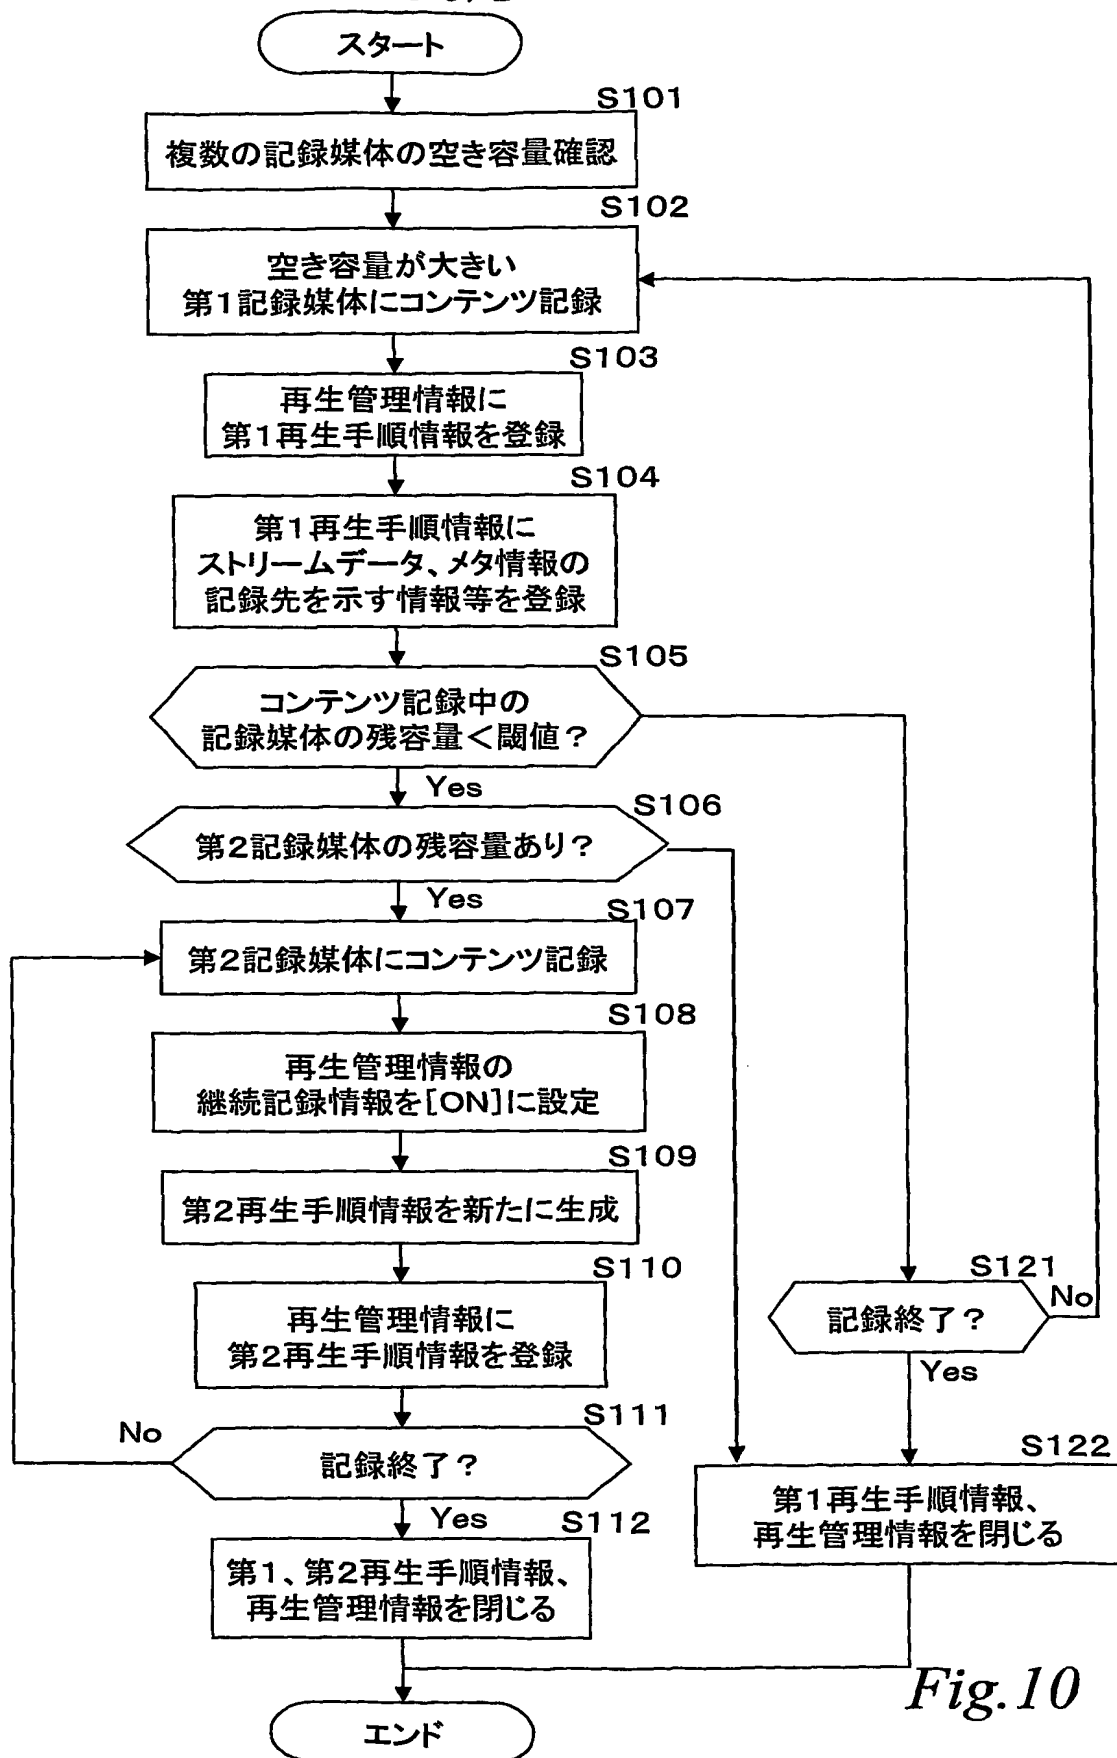 スタート
S101
複数の記録媒体の空き容量確認
S102
空き容量が大きい
第1記録媒体にコンテンツ記録
S103
再生管理情報に
第1再生手順情報を登録
S104
第1再生手順情報に
ストリームデータ、メタ情報の
記録先を示す情報等を登録
S105
コンテンツ記録中の
記録媒体の残容量＜閾値？
Yes
S106
第2記録媒体の残容量あり？
Yes
S107
第2記録媒体にコンテンツ記録
S108
再生管理情報の
継続記録情報を[ON]に設定
S109
第2再生手順情報を新たに生成
S110
再生管理情報に
第2再生手順情報を登録
S111
No
記録終了？
Yes
S112
第1、第2再生手順情報、
再生管理情報を閉じる
S121
No
記録終了？
Yes
S122
第1再生手順情報、
再生管理情報を閉じる
エンド
Fig.10